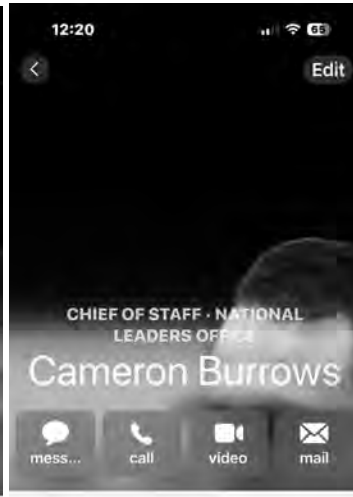 12:20
65
Edit
CHIEF OF STAFF · NATIONAL
LEADERS OFFICE
Cameron Burrows
mess...
call
video
mail